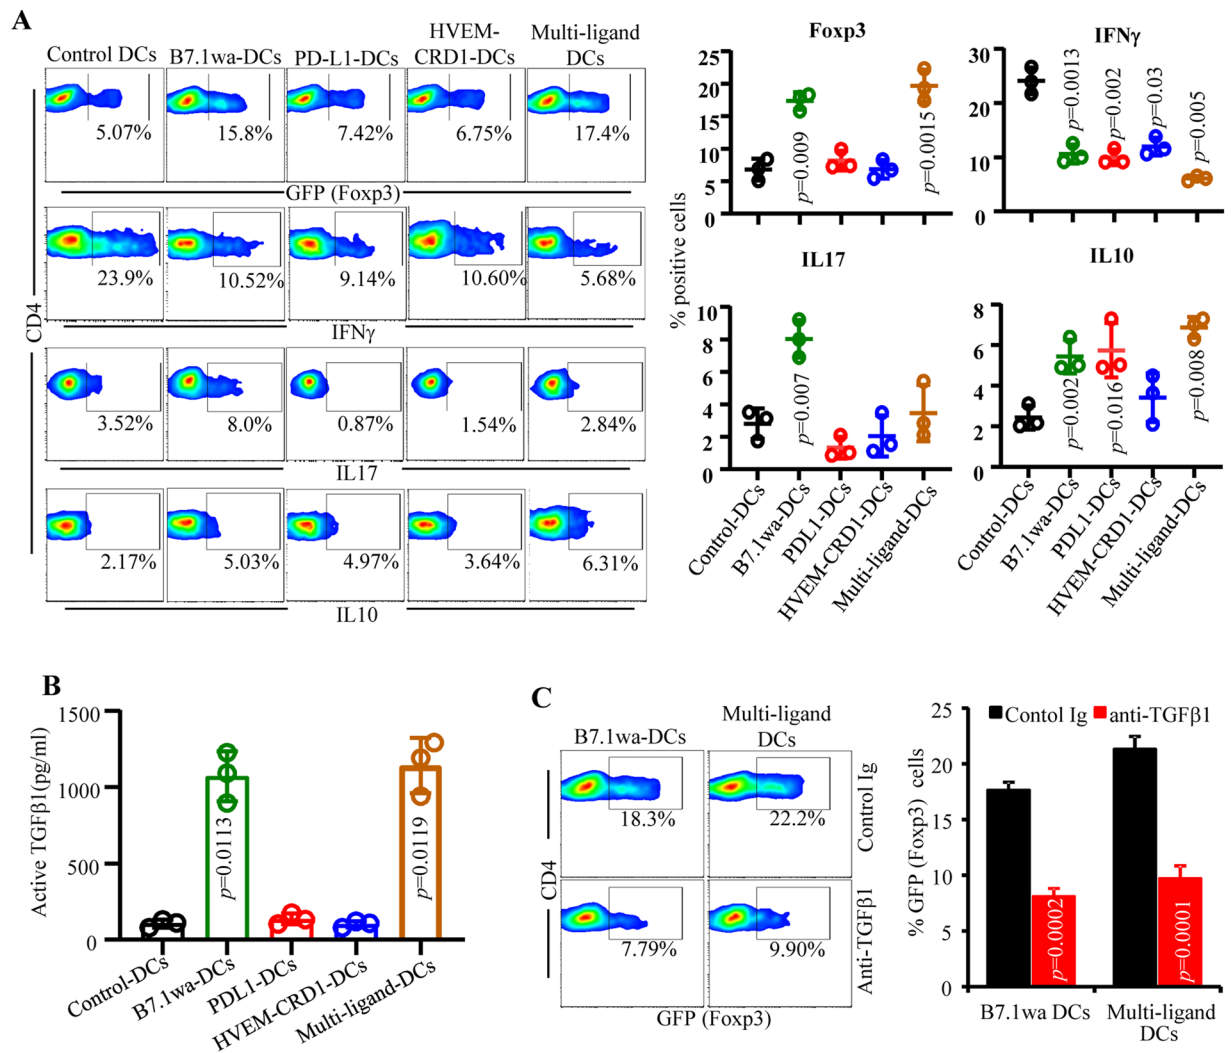 A
Control DCs
B7.1wa-DCs
PD-L1-DCs
HVEM-
CRD1-DCs
Multi-ligand
DCs
5.07%
15.8%
7.42%
6.75%
17.4%
GFP (Foxp3)
23.9%
10.52%
9.14%
10.60%
5.68%
IFNγ
CD4
3.52%
8.0%
0.87%
1.54%
2.84%
IL17
2.17%
5.03%
4.97%
3.64%
6.31%
IL10
% positive cells
Foxp3
25
20
15
10
5
0
p=0.009
p=0.0015
IFNγ
30
20
10
0
p=0.0013
p=0.002
p=0.03
p=0.005
IL17
10
8
6
4
2
0
p=0.007
Control-DCs
B7.1wa-DCs
PDL1-DCs
HVEM-CRD1-DCs
Multi-ligand-DCs
IL10
8
6
4
2
0
p=0.002
p=0.016
p=0.008
Control-DCs
B7.1wa-DCs
PDL1-DCs
HVEM-CRD1-DCs
Multi-ligand-DCs
B
Active TGFβ1(pg/ml)
1500
1000
500
0
p=0.0113
p=0.0119
Control-DCs
B7.1wa-DCs
PDL1-DCs
HVEM-CRD1-DCs
Multi-ligand-DCs
C
B7.1wa-DCs
Multi-ligand
DCs
18.3%
22.2%
Control Ig
CD4
7.79%
9.90%
Anti-TGFβ1
GFP (Foxp3)
% GFP (Foxp3) cells
25
20
15
10
5
0
Contol Ig
anti-TGFβ1
p=0.0002
p=0.0001
B7.1wa DCs
Multi-ligand
DCs